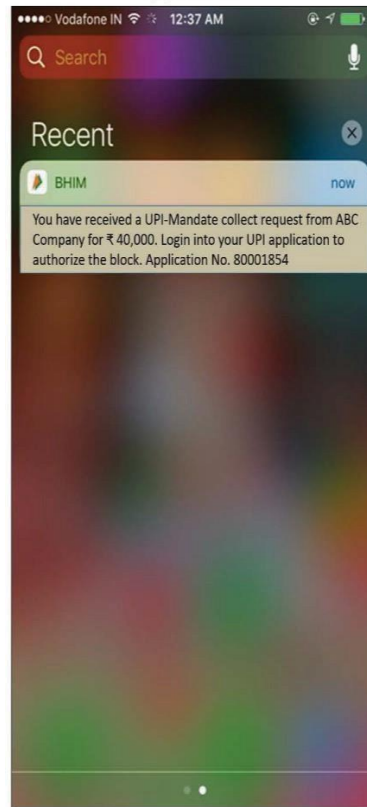 Vodafone IN 12:37 AM
Search
Recent
BHIM now
You have received a UPI-Mandate collect request from ABC
Company for ₹ 40,000. Login into your UPI application to
authorize the block. Application No. 80001854